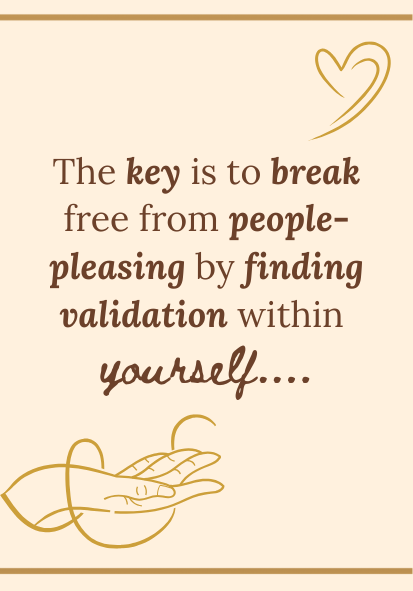 The key is to break
free from people-
pleasing by finding
validation within
yourself....